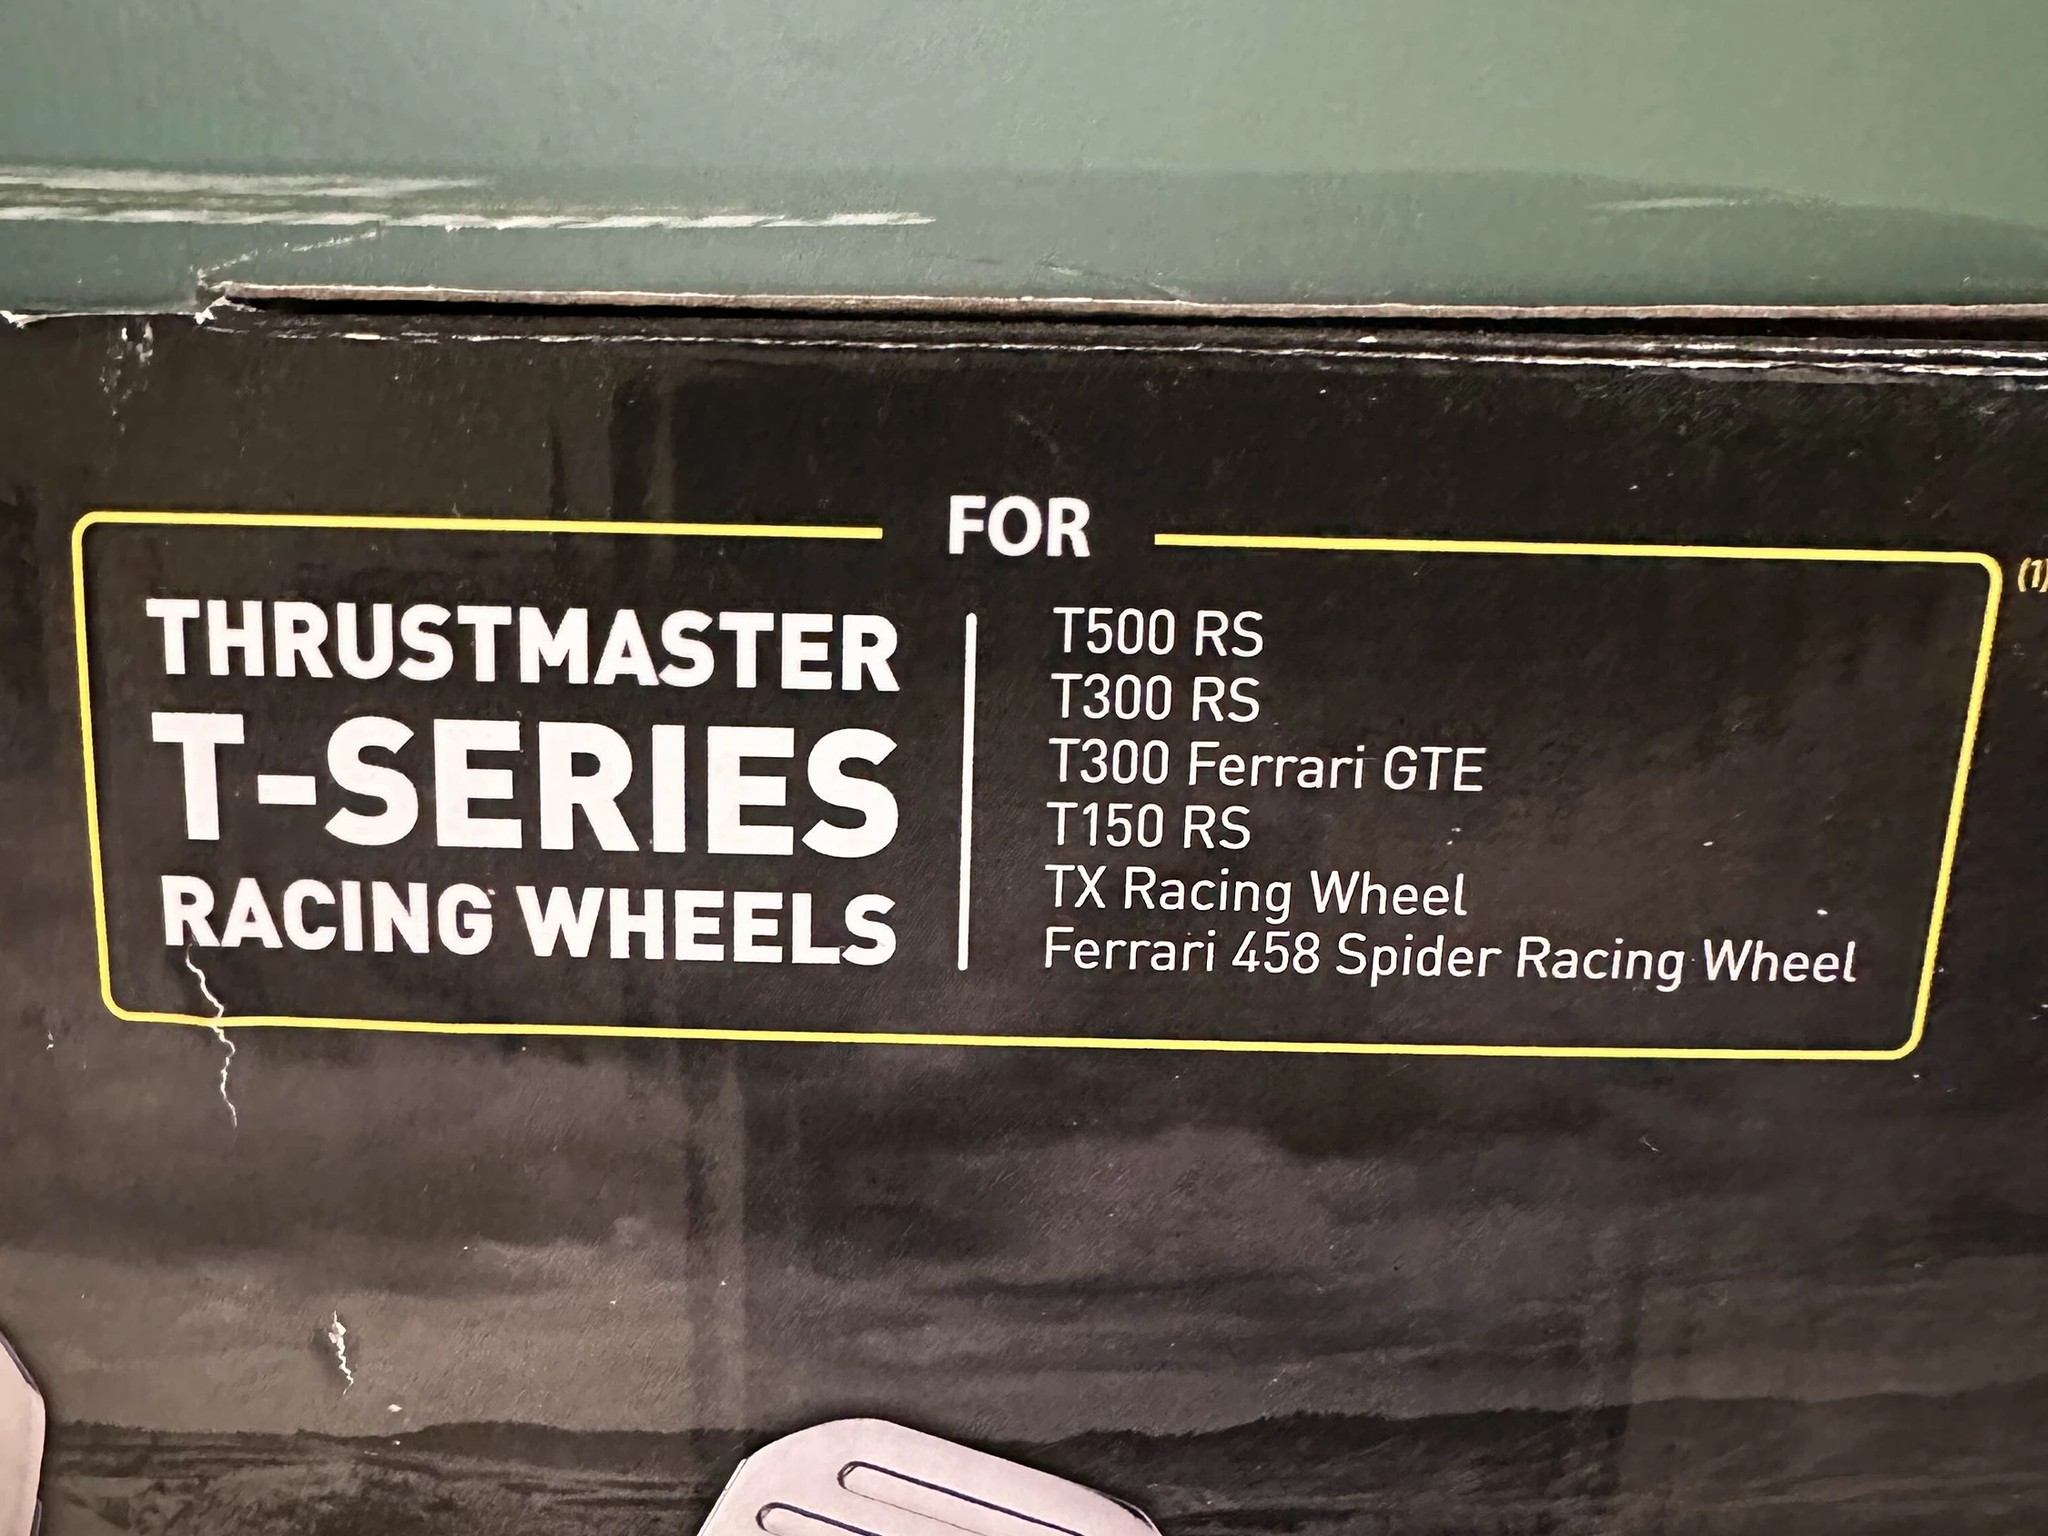 FOR
(1)
THRUSTMASTER
T-SERIES
RACING WHEELS
T500 RS
T300 RS
T300 Ferrari GTE
T150 RS
TX Racing Wheel
Ferrari 458 Spider Racing Wheel